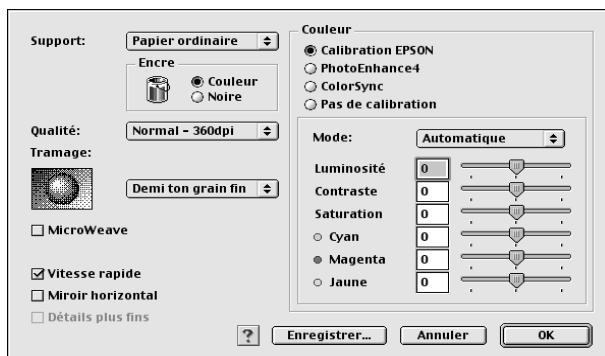 Support:
Papier ordinaire
Encre
Couleur
Noire
Qualité:
Normal - 360dpi
Tramage:
Demi ton grain fin
MicroWeave
Vitesse rapide
Miroir horizontal
Détails plus fins
Couleur
Calibration EPSON
PhotoEnhance4
ColorSync
Pas de calibration
Mode:
Automatique
Luminosité 0
Contraste 0
Saturation 0
Cyan 0
Magenta 0
Jaune 0
?
Enregistrer...
Annuler
OK